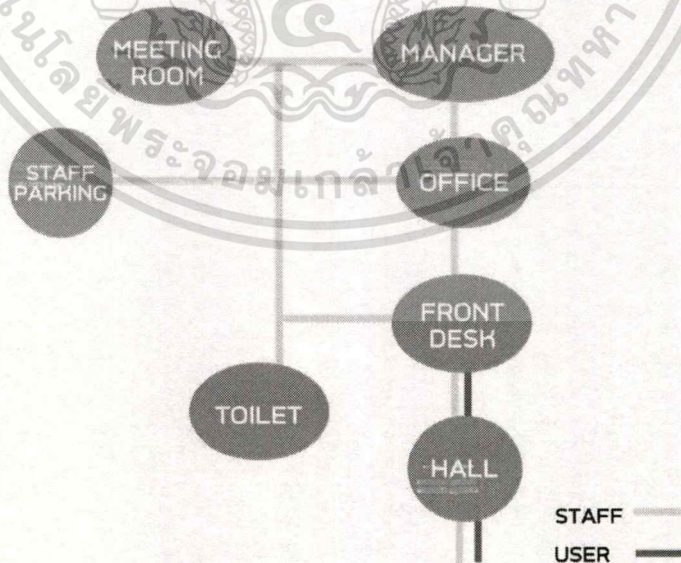 MEETING
ROOM
MANAGER
STAFF
PARKING
OFFICE
FRONT
DESK
TOILET
HALL
STAFF
USER